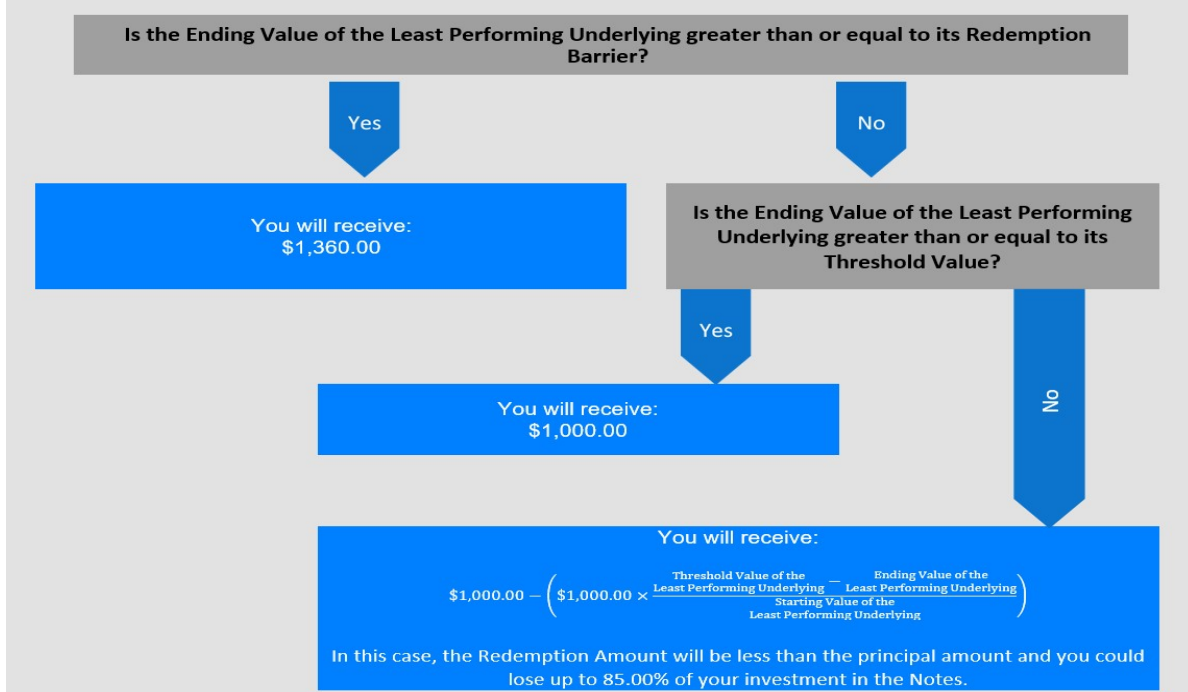 Is the Ending Value of the Least Performing Underlying greater than or equal to its Redemption
Barrier?
Yes
No
You will receive:
$1,360.00
Is the Ending Value of the Least Performing
Underlying greater than or equal to its
Threshold Value?
Yes
No
You will receive:
$1,000.00
You will receive:
$1,000.00 − ($1,000.00 × (Threshold Value of the Least Performing Underlying − Ending Value of the Least Performing Underlying) / Starting Value of the Least Performing Underlying)
In this case, the Redemption Amount will be less than the principal amount and you could
lose up to 85.00% of your investment in the Notes.